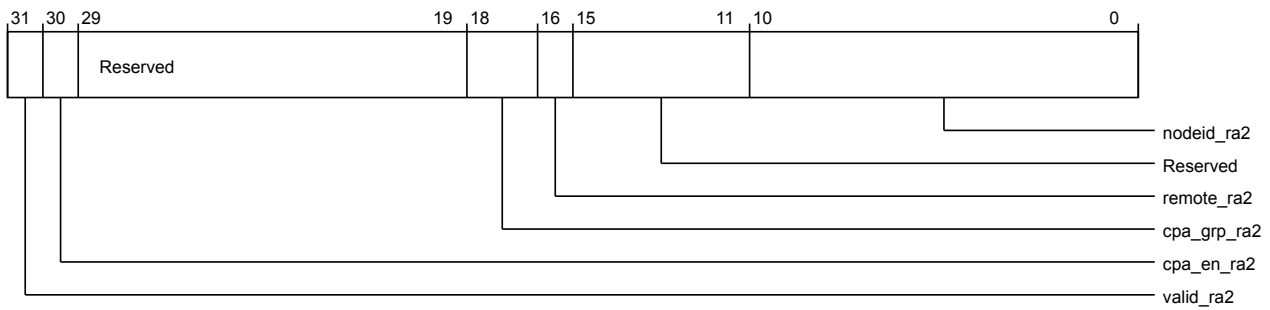 31 30 29 19 18 16 15 11 10 0
Reserved
nodeid_ra2
Reserved
remote_ra2
cpa_grp_ra2
cpa_en_ra2
valid_ra2